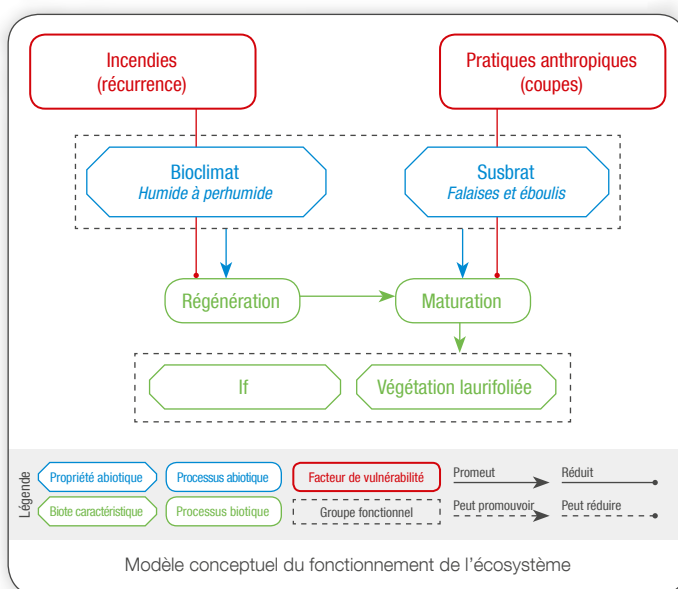 Incendies
(récurrence)
Pratiques anthropiques
(coupes)
Bioclimat
Humide à perhumide
Susbrat
Falaises et éboulis
Régénération
Maturation
If
Végétation laurifoliée
Légende
Propriété abiotique
Processus abiotique
Facteur de vulnérabilité
Promeut
Réduit
Biote caractéristique
Processus biotique
Groupe fonctionnel
Peut promouvoir
Peut réduire
Modèle conceptuel du fonctionnement de l'écosystème